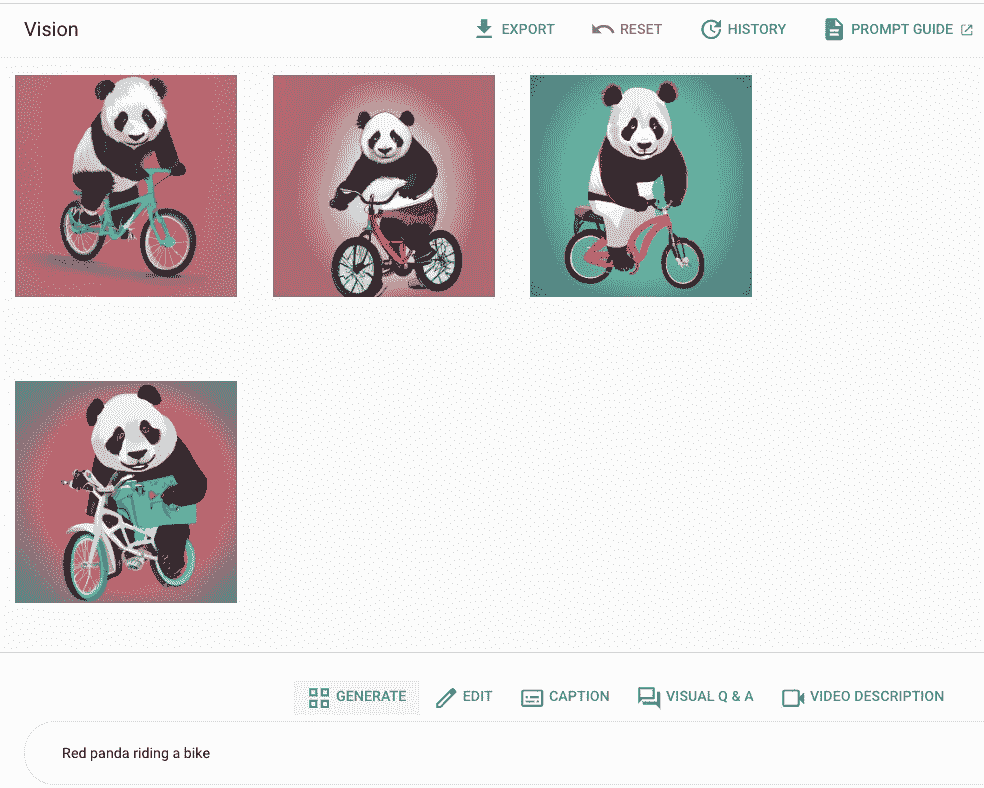 Vision
EXPORT
RESET
HISTORY
PROMPT GUIDE
GENERATE
EDIT
CAPTION
VISUAL Q & A
VIDEO DESCRIPTION
Red panda riding a bike